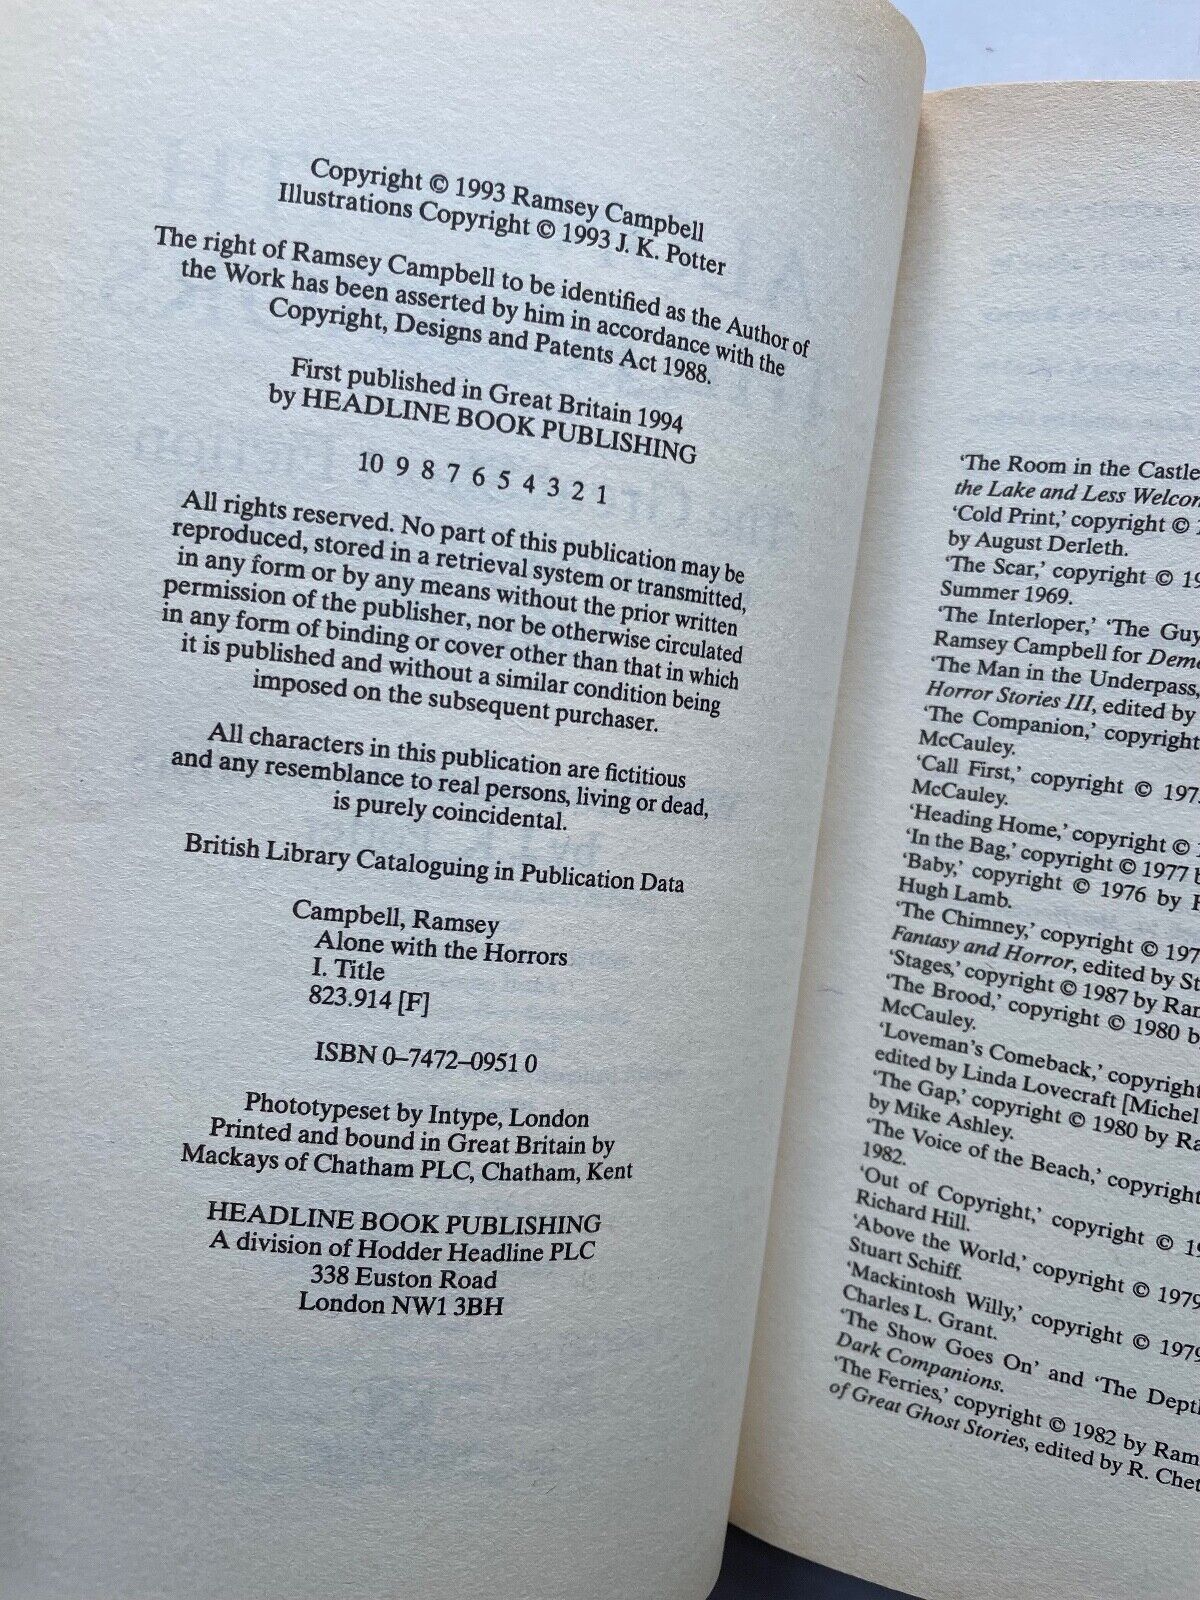 Copyright © 1993 Ramsey Campbell
Illustrations Copyright © 1993 J. K. Potter
The right of Ramsey Campbell to be identified as the Author of
the Work has been asserted by him in accordance with the
Copyright, Designs and Patents Act 1988.
First published in Great Britain 1994
by HEADLINE BOOK PUBLISHING
10 9 8 7 6 5 4 3 2 1
All rights reserved. No part of this publication may be
reproduced, stored in a retrieval system or transmitted,
in any form or by any means without the prior written
permission of the publisher, nor be otherwise circulated
in any form of binding or cover other than that in which
it is published and without a similar condition being
imposed on the subsequent purchaser.
All characters in this publication are fictitious
and any resemblance to real persons, living or dead,
is purely coincidental.
British Library Cataloguing in Publication Data
Campbell, Ramsey
Alone with the Horrors
I. Title
823.914 [F]
ISBN 0–7472–0951 0
Phototypeset by Intype, London
Printed and bound in Great Britain by
Mackays of Chatham PLC, Chatham, Kent
HEADLINE BOOK PUBLISHING
A division of Hodder Headline PLC
338 Euston Road
London NW1 3BH
‘The Room in the Castle
the Lake and Less Welcom
‘Cold Print,’ copyright ©
by August Derleth.
‘The Scar,’ copyright © 19
Summer 1969.
‘The Interloper,’ ‘The Guy
Ramsey Campbell for Deme
‘The Man in the Underpass,
Horror Stories III, edited by
‘The Companion,’ copyright
McCauley.
‘Call First,’ copyright © 197
McCauley.
‘Heading Home,’ copyright ©
‘In the Bag,’ copyright © 1977 b
‘Baby,’ copyright © 1976 by R
Hugh Lamb.
‘The Chimney,’ copyright © 197
Fantasy and Horror, edited by St
‘Stages,’ copyright © 1987 by Ram
‘The Brood,’ copyright © 1980 b
McCauley.
‘Loveman’s Comeback,’ copyright
edited by Linda Lovecraft [Michel
‘The Gap,’ copyright © 1980 by Ra
by Mike Ashley.
‘The Voice of the Beach,’ copyright
1982.
‘Out of Copyright,’ copyright © 19
Richard Hill.
‘Above the World,’ copyright © 1979
Stuart Schiff.
‘Mackintosh Willy,’ copyright © 1979
Charles L. Grant.
‘The Show Goes On’ and ‘The Depth
Dark Companions.
‘The Ferries,’ copyright © 1982 by Ram
of Great Ghost Stories, edited by R. Chet